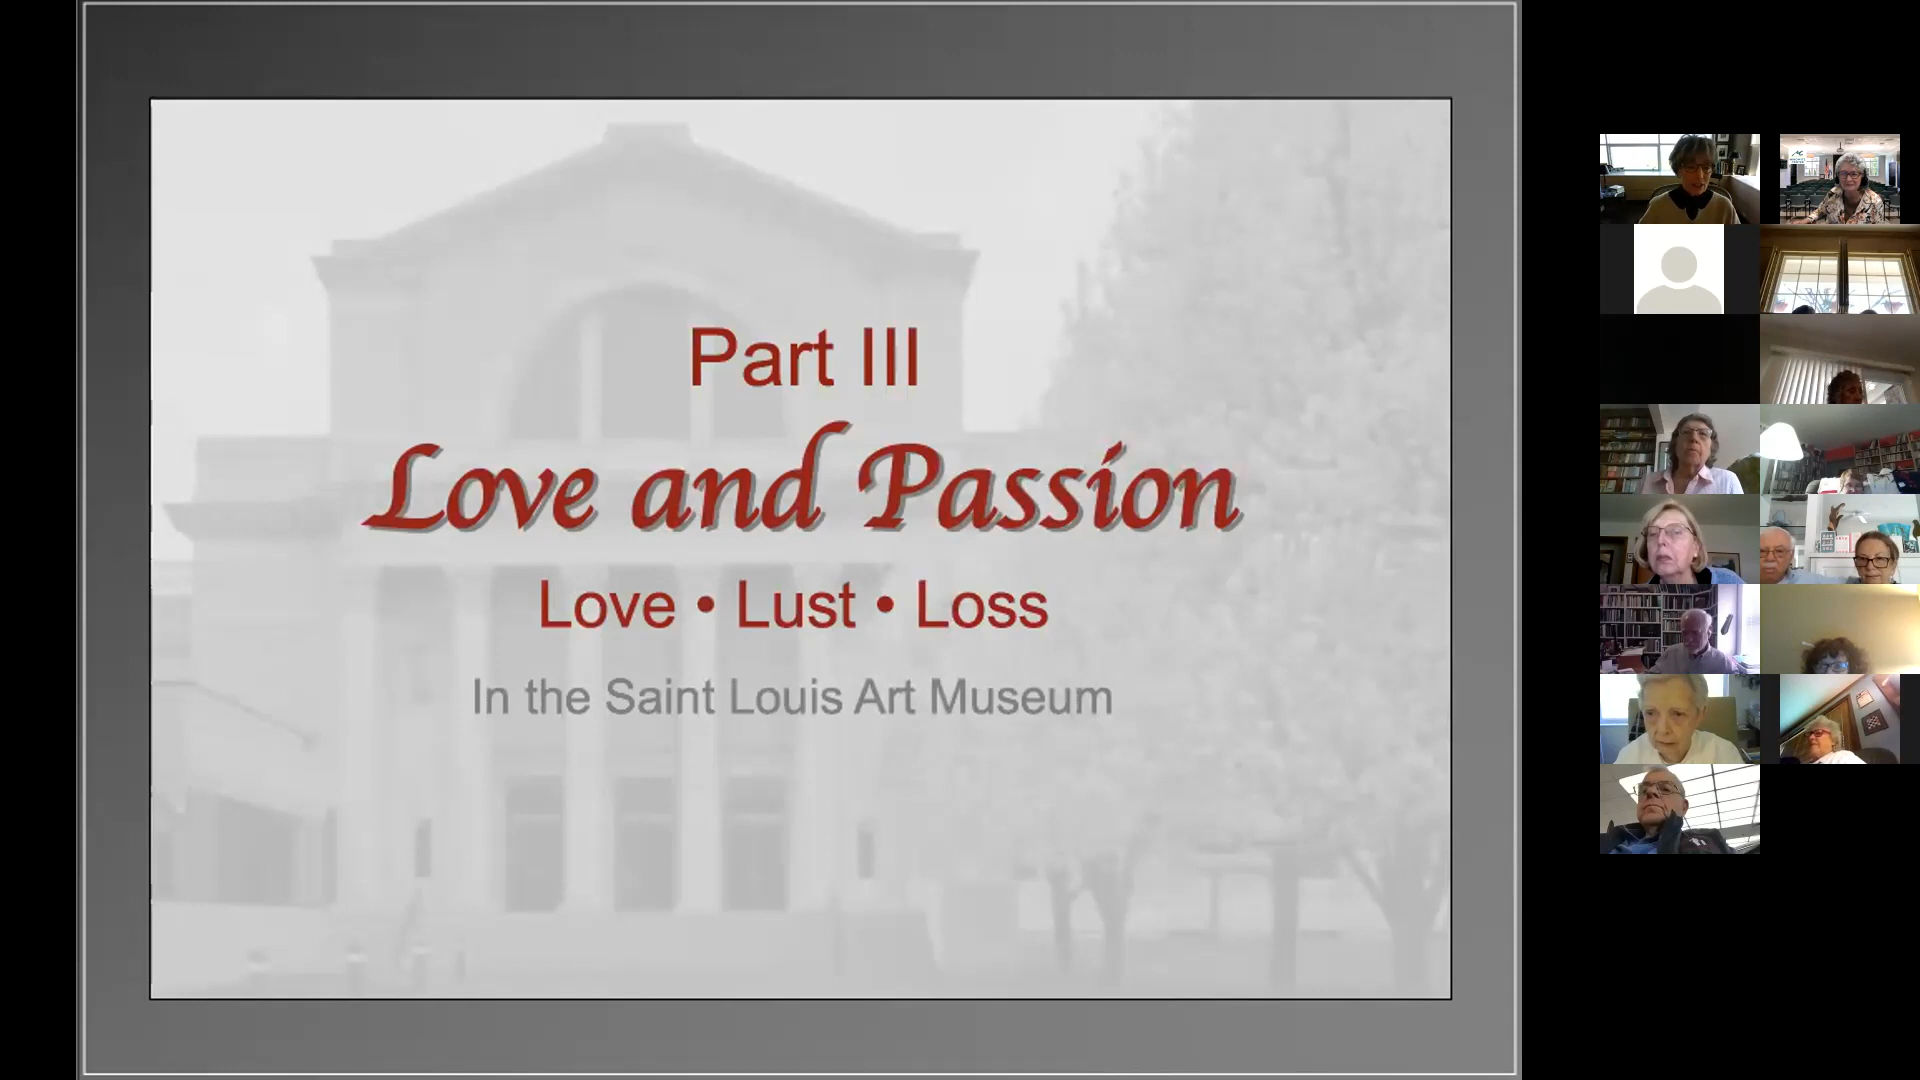 Part III
Love and Passion
Love • Lust • Loss
In the Saint Louis Art Museum